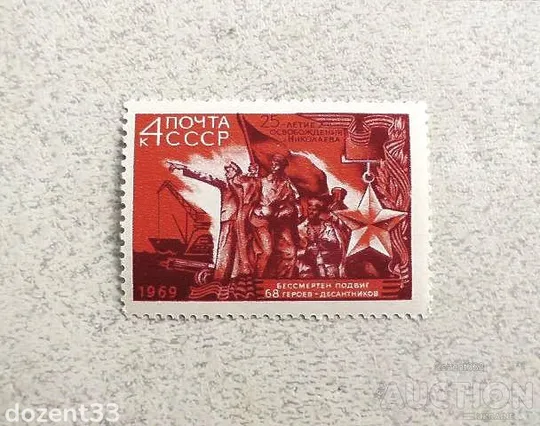 4 ПОЧТА
К СССР
25-ЛЕТИЕ
ОСВОБОЖДЕНИЯ
НИКОЛАЕВА
1969
БЕССМЕРТЕН ПОДВИГ
68 ГЕРОЕВ-ДЕСАНТНИКОВ
AUCTION
dozent33